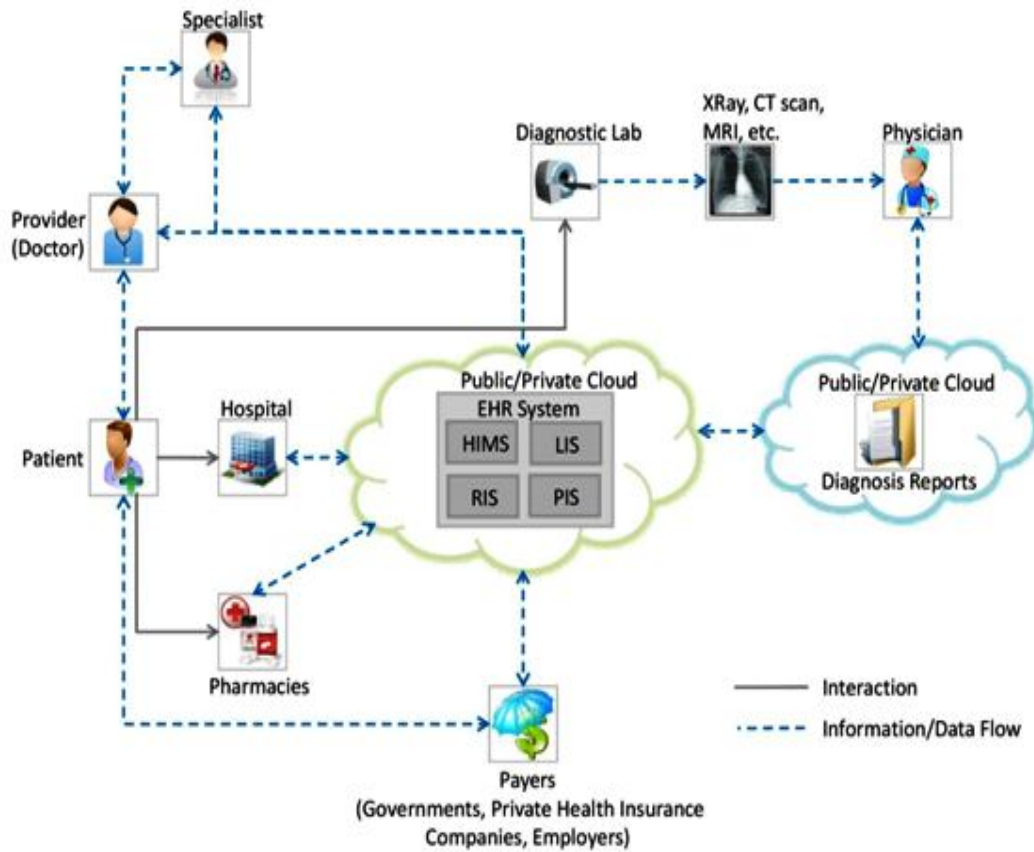 Specialist
XRay, CT scan,
MRI, etc.
Diagnostic Lab
Physician
Provider
(Doctor)
Public/Private Cloud
EHR System
HIMS
LIS
RIS
PIS
Public/Private Cloud
Diagnosis Reports
Hospital
Patient
Pharmacies
Interaction
Information/Data Flow
Payers
(Governments, Private Health Insurance
Companies, Employers)